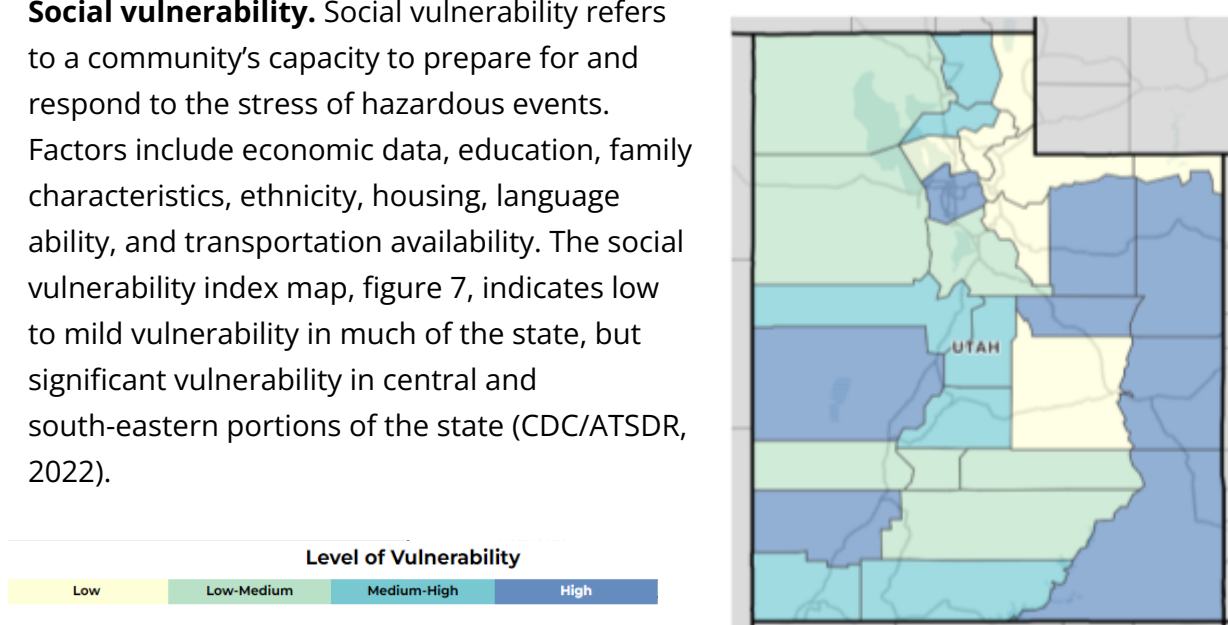 Social vulnerability. Social vulnerability refers
to a community’s capacity to prepare for and
respond to the stress of hazardous events.
Factors include economic data, education, family
characteristics, ethnicity, housing, language
ability, and transportation availability. The social
vulnerability index map, figure 7, indicates low
to mild vulnerability in much of the state, but
significant vulnerability in central and
south-eastern portions of the state (CDC/ATSDR,
2022).
Level of Vulnerability
Low Low-Medium Medium-High High
UTAH